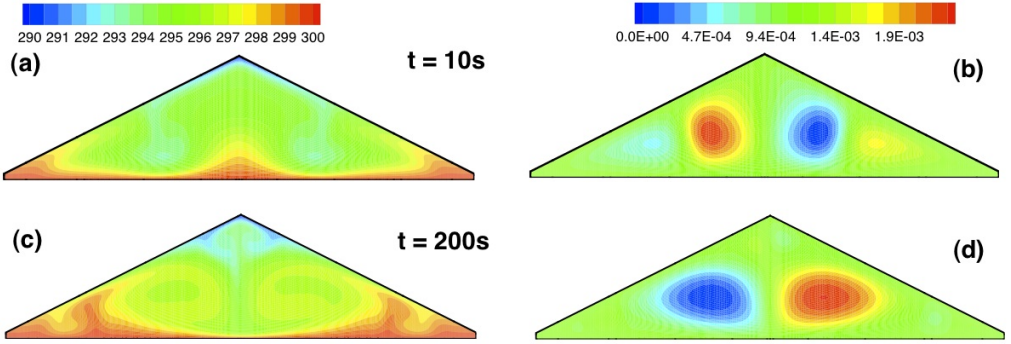 290 291 292 293 294 295 296 297 298 299 300
0.0E+00 4.7E-04 9.4E-04 1.4E-03 1.9E-03
(a) t = 10s (b)
(c) t = 200s (d)